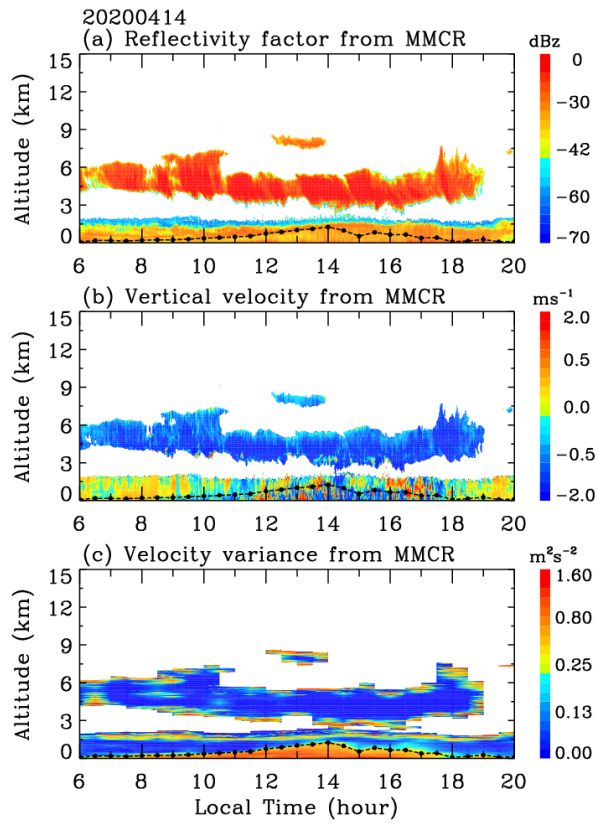 20200414
(a) Reflectivity factor from MMCR
dBz
15
12
9
6
3
0
Altitude (km)
0
−30
−40
−60
−70
6 8 10 12 14 16 18 20
(b) Vertical velocity from MMCR
ms⁻¹
15
12
9
6
3
0
Altitude (km)
2.0
0.5
0.0
−0.5
−2.0
6 8 10 12 14 16 18 20
(c) Velocity variance from MMCR
m²s⁻²
15
12
9
6
3
0
Altitude (km)
1.60
0.80
0.25
0.13
0.00
6 8 10 12 14 16 18 20
Local Time (hour)